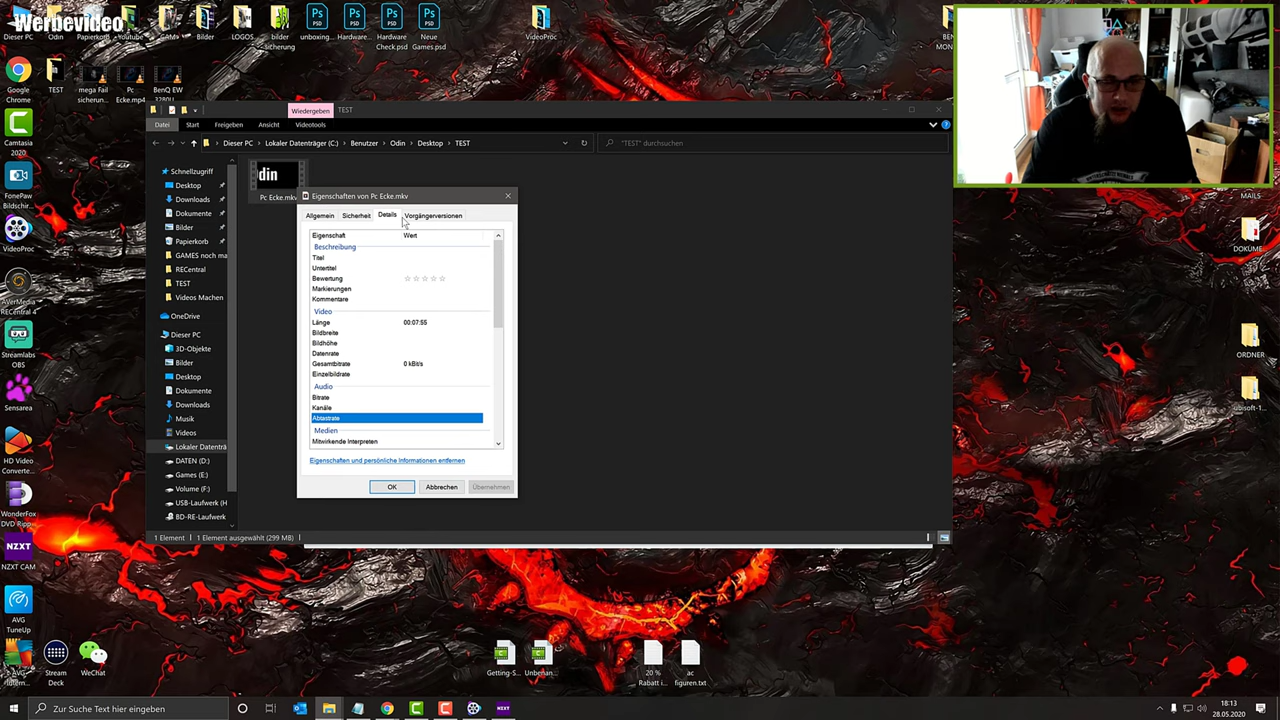 Werbevideo
Dieser PC
Odin
Papierkorb
Youtube
CAM
Bilder
LOGOS
bilder
sicherung
unboxing...
Hardware...
Hardware
Check.psd
Neue
Games.psd
VideoProc
Google
Chrome
TEST
mega Fail
sicherun...
Pc
Ecke.mp4
BenQ EW
3280U
Camtasia
2020
FonePaw
Bildschir...
VideoProc
AVerMedia
RECentral 4
Streamlabs
OBS
Sensarea
HD Video
Converte...
WonderFox
DVD Ripp...
NZXT
NZXT CAM
AVG
TuneUp
Stream
Deck
WeChat
Wiedergeben
TEST
Datei
Start
Freigeben
Ansicht
Videotools
Dieser PC > Lokaler Datenträger (C:) > Benutzer > Odin > Desktop > TEST
"TEST" durchsuchen
Schnellzugriff
Desktop
Downloads
Dokumente
Bilder
Papierkorb
GAMES noch ma
RECentral
TEST
Videos Machen
OneDrive
Dieser PC
3D-Objekte
Bilder
Desktop
Dokumente
Downloads
Musik
Videos
Lokaler Datenträ
DATEN (D:)
Games (E:)
Volume (F:)
USB-Laufwerk (H
BD-RE-Laufwerk
din
Pc Ecke.mkv
Eigenschaften von Pc Ecke.mkv
Allgemein
Sicherheit
Details
Vorgängerversionen
Eigenschaft
Wert
Beschreibung
Titel
Untertitel
Bewertung
Markierungen
Kommentare
Video
Länge 00:07:55
Bildbreite
Bildhöhe
Datenrate
Gesamtbitrate 0 kBit/s
Einzelbildrate
Audio
Bitrate
Kanäle
Abtastrate
Medien
Mitwirkende Interpreten
Eigenschaften und persönliche Informationen entfernen
OK
Abbrechen
Übernehmen
1 Element
1 Element ausgewählt (299 MB)
MAILS
DOKUME...
ORDNER
ubisoft-1...
Getting-S...
Unbenan...
20 %
Rabatt i...
ac
figuren.txt
Zur Suche Text hier eingeben
18:13
28.05.2020